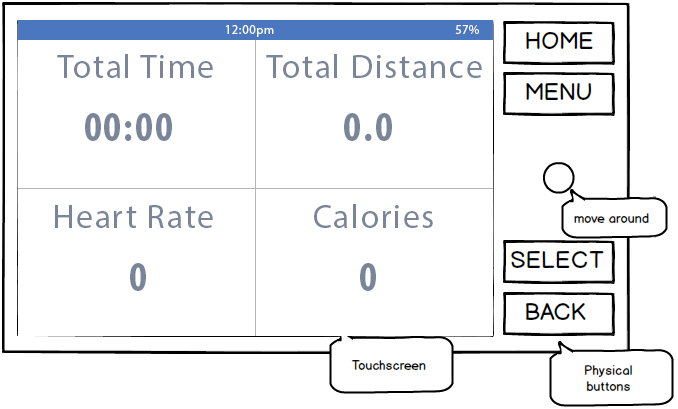 12:00pm 57%
Total Time
00:00
Total Distance
0.0
Heart Rate
0
Calories
0
HOME
MENU
move around
SELECT
BACK
Touchscreen
Physical
buttons